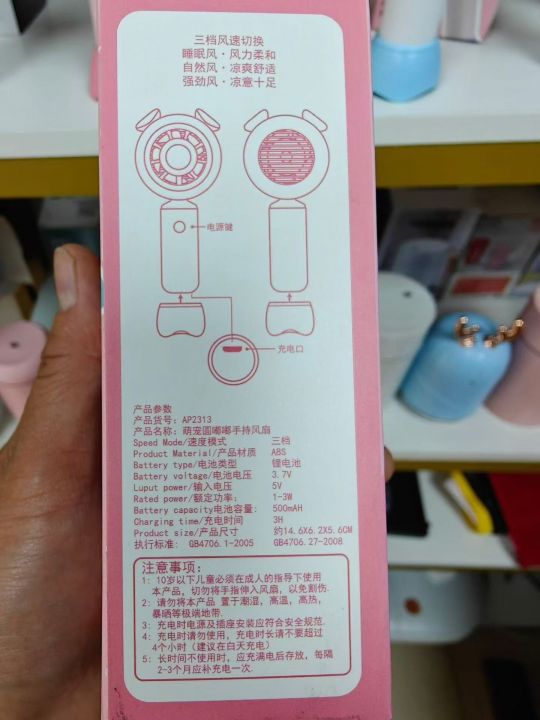 三档风速切换
睡眠风·风力柔和
自然风·凉爽舒适
强劲风·凉意十足
电源键
充电口
产品参数
产品货号: AP2313
产品名称: 萌宠圆嘟嘟手持风扇
Speed Mode/速度模式 三档
Product Material/产品材质 ABS
Battery type/电池类型 锂电池
Battery voltage/电池电压 3.7V
Luput power/输入电压 5V
Rated power/额定功率: 1-3W
Battery capacity电池容量: 500mAH
Charging time/充电时间 3H
Product size/产品尺寸 约14.6X6.2X5.6CM
执行标准: GB4706.1-2005 GB4706.27-2008
注意事项:
1: 10岁以下儿童必须在成人的指导下使用
本产品, 切勿将手指伸入风扇, 以免割伤.
2: 请勿将本产品 置于潮湿, 高温, 高热,
暴晒等极端地带.
3: 充电时电源及插座安装应符合安全规范.
4: 充电时请勿使用, 充电时长请不要超过
4个小时 (建议在白天充电)
5: 长时间不使用时, 应充满电后存放, 每隔
2-3个月应补充电一次.